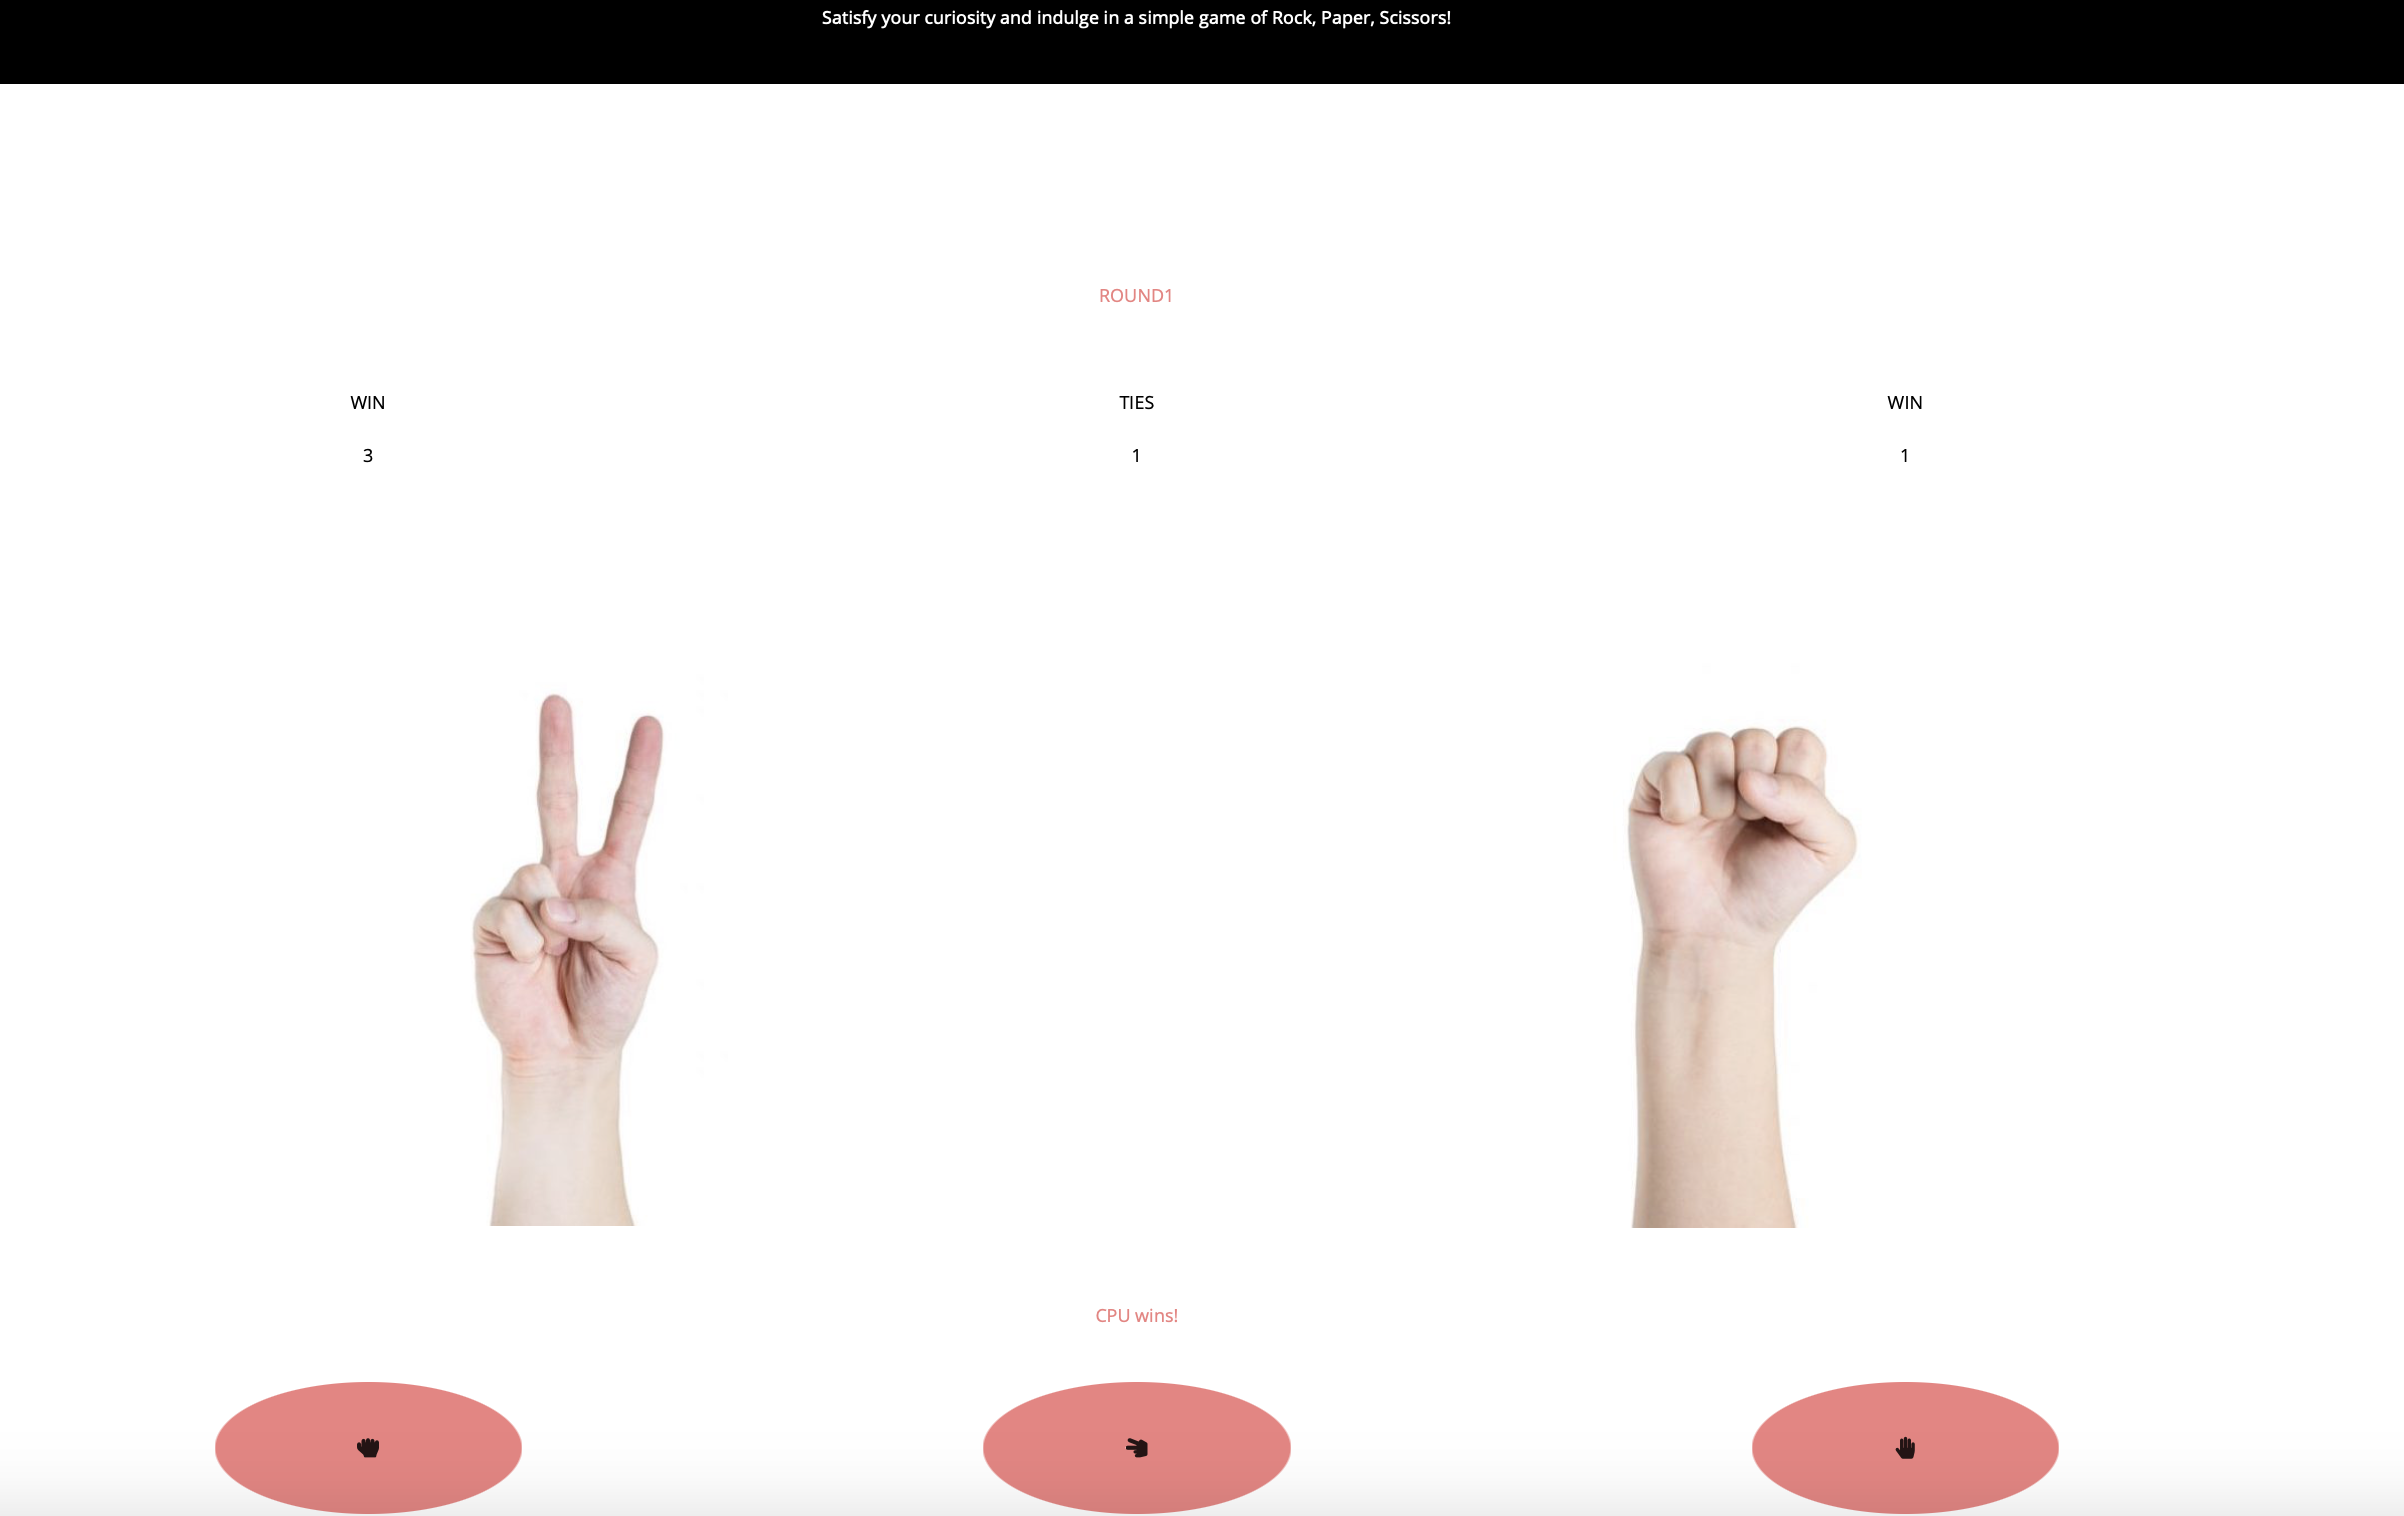 Satisfy your curiosity and indulge in a simple game of Rock, Paper, Scissors!
ROUND1
WIN TIES WIN
3 1 1
CPU wins!